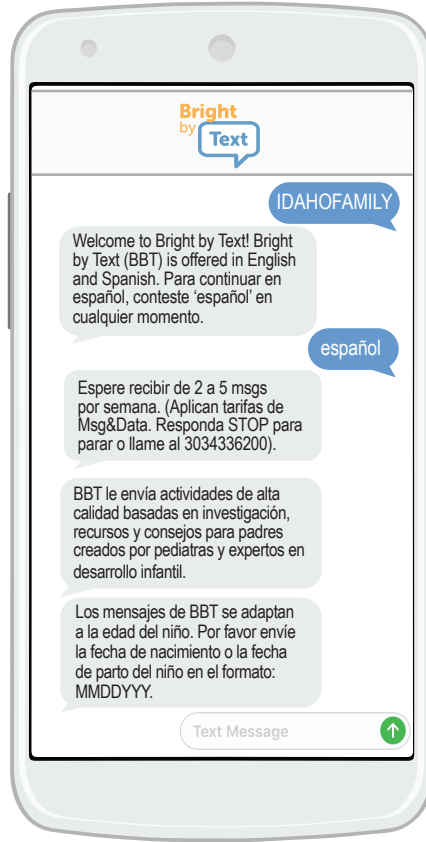 Bright
by Text
IDAHOFAMILY
Welcome to Bright by Text! Bright
by Text (BBT) is offered in English
and Spanish. Para continuar en
español, conteste ‘español’ en
cualquier momento.
español
Espere recibir de 2 a 5 msgs
por semana. (Aplican tarifas de
Msg&Data. Responda STOP para
parar o llame al 3034336200).
BBT le envía actividades de alta
calidad basadas en investigación,
recursos y consejos para padres
creados por pediatras y expertos en
desarrollo infantil.
Los mensajes de BBT se adaptan
a la edad del niño. Por favor envíe
la fecha de nacimiento o la fecha
de parto del niño en el formato:
MMDDYYY.
Text Message